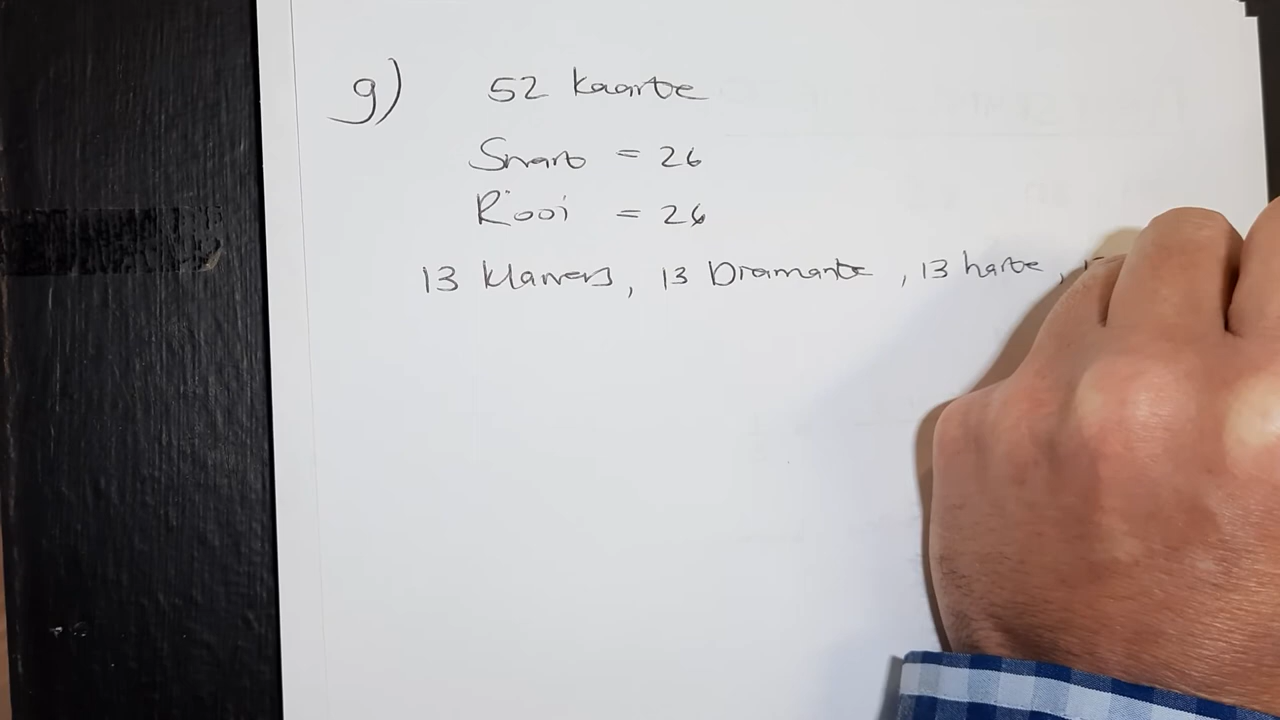 g) 52 kaarte
Swart = 26
Rooi = 26
13 klawers, 13 Diamante, 13 harte,